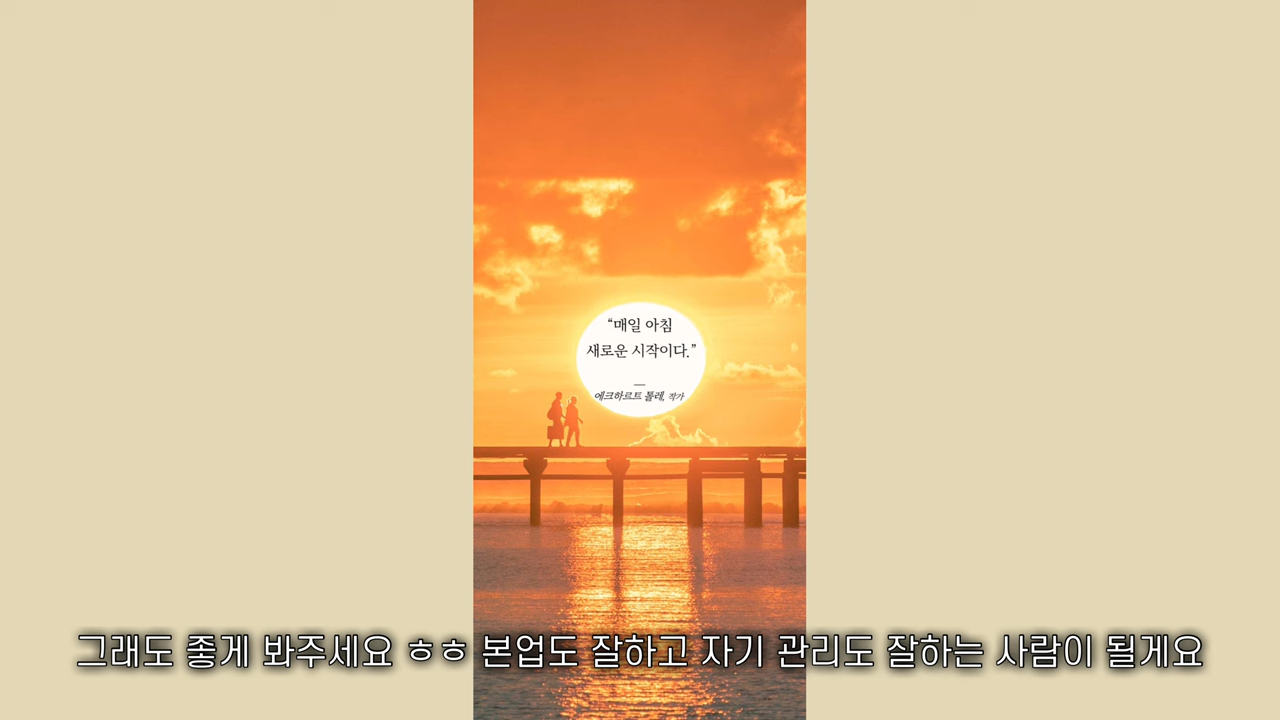 “매일 아침
새로운 시작이다.”
—
에크하르트 톨레, 작가
그래도 좋게 봐주세요 ㅎㅎ 본업도 잘하고 자기 관리도 잘하는 사람이 될게요